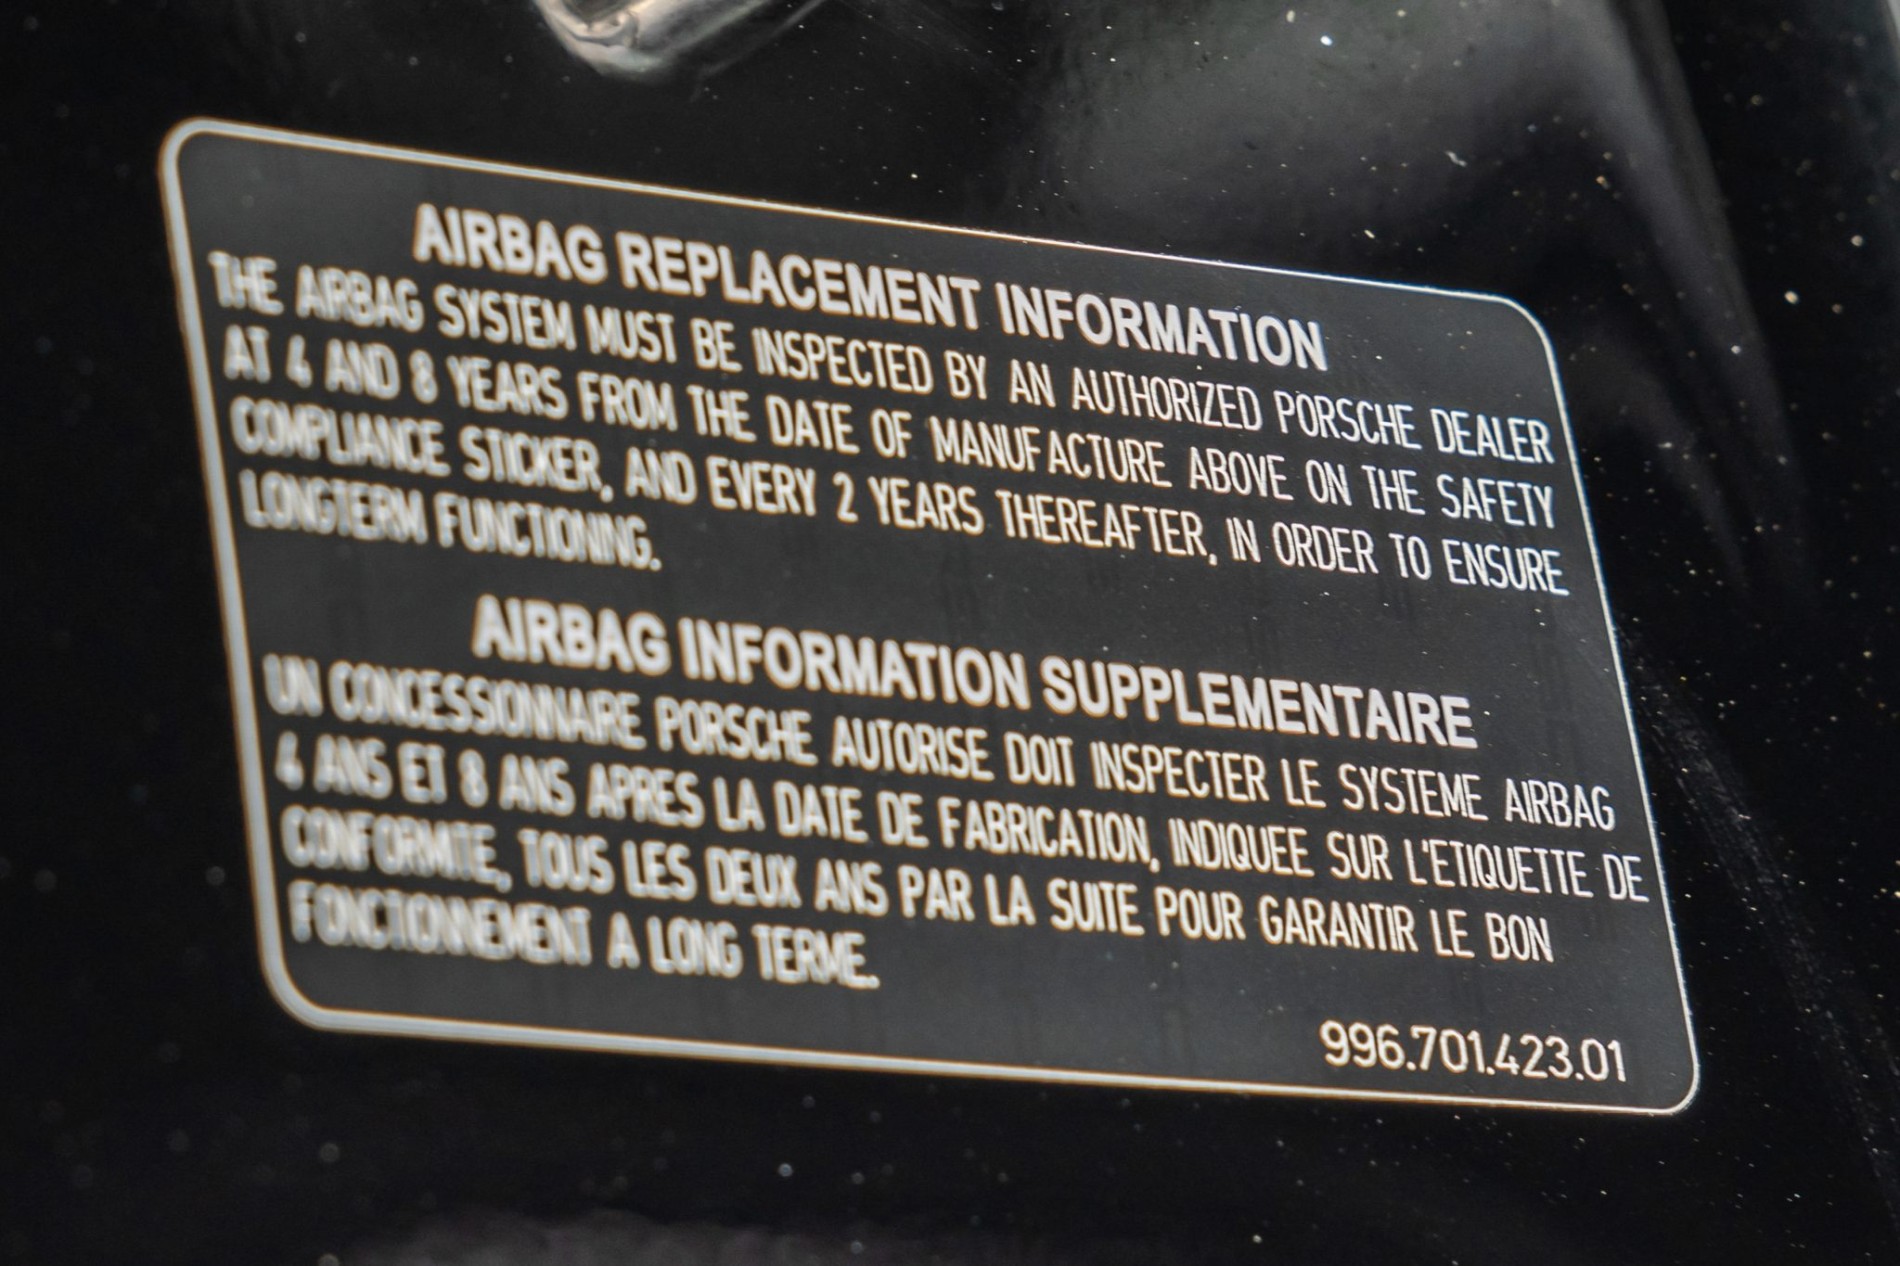 AIRBAG REPLACEMENT INFORMATION
THE AIRBAG SYSTEM MUST BE INSPECTED BY AN AUTHORIZED PORSCHE DEALER
AT 4 AND 8 YEARS FROM THE DATE OF MANUFACTURE ABOVE ON THE SAFETY
COMPLIANCE STICKER, AND EVERY 2 YEARS THEREAFTER, IN ORDER TO ENSURE
LONGTERM FUNCTIONING.
AIRBAG INFORMATION SUPPLEMENTAIRE
UN CONCESSIONNAIRE PORSCHE AUTORISE DOIT INSPECTER LE SYSTEME AIRBAG
4 ANS ET 8 ANS APRES LA DATE DE FABRICATION, INDIQUEE SUR L'ETIQUETTE DE
CONFORMITE, TOUS LES DEUX ANS PAR LA SUITE POUR GARANTIR LE BON
FONCTIONNEMENT A LONG TERME.
996.701.423.01